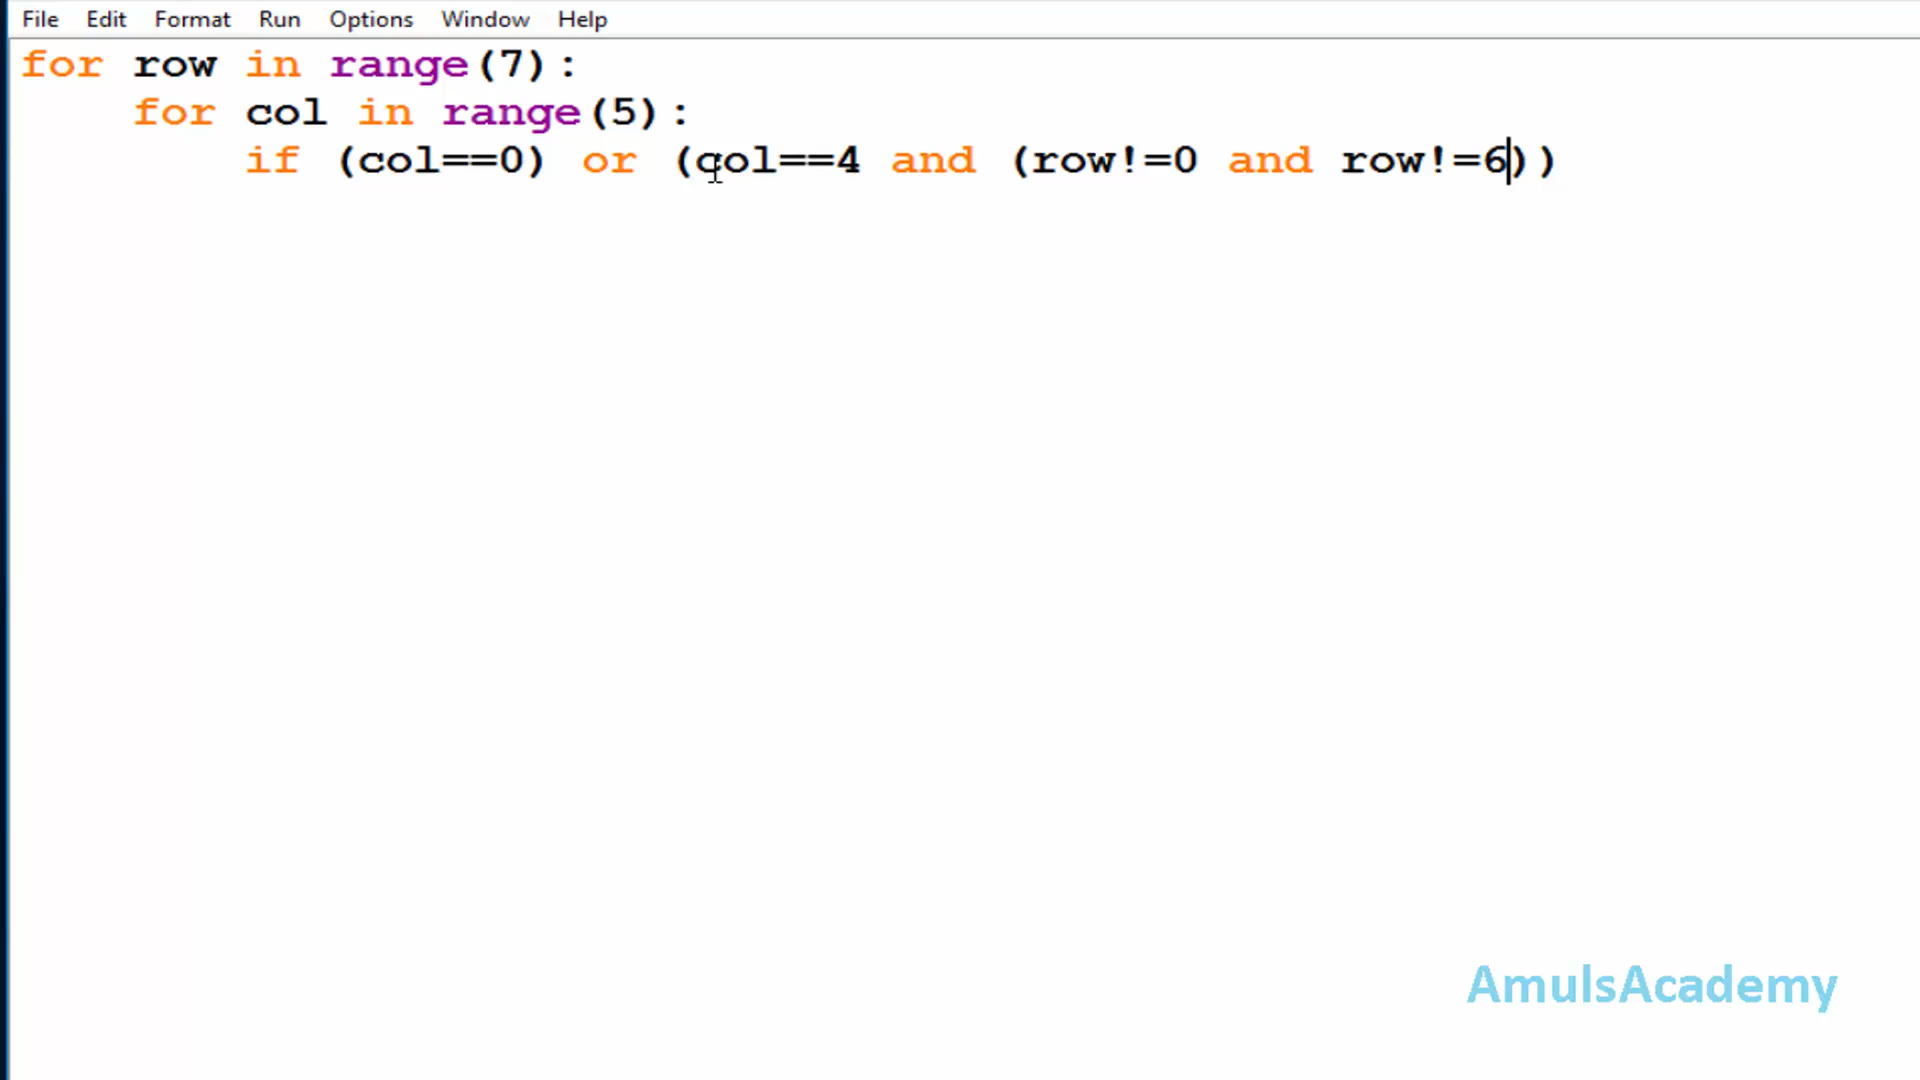 File Edit Format Run Options Window Help
for row in range(7):
    for col in range(5):
        if (col==0) or (col==4 and (row!=0 and row!=6))
AmulsAcademy